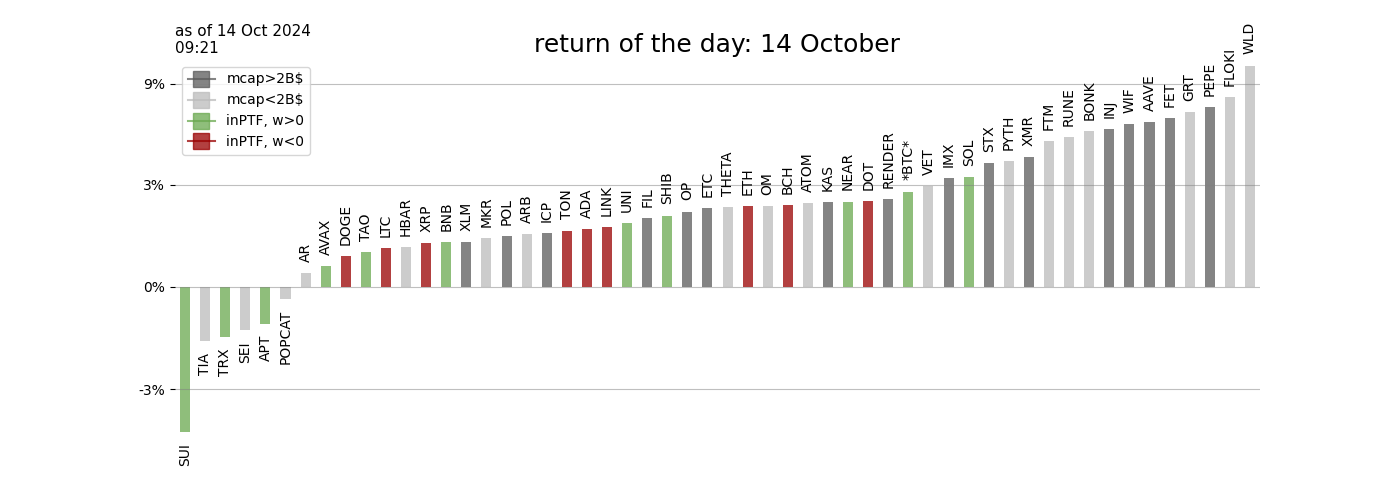 as of 14 Oct 2024
09:21
return of the day: 14 October
mcap>2B$
mcap<2B$
inPTF, w>0
inPTF, w<0
9%
3%
0%
-3%
SUI
TIA
TRX
SEI
APT
POPCAT
AR
AVAX
DOGE
TAO
LTC
HBAR
XRP
BNB
XLM
MKR
POL
ARB
ICP
TON
ADA
LINK
UNI
FIL
SHIB
OP
ETC
THETA
ETH
OM
BCH
ATOM
KAS
NEAR
DOT
RENDER
*BTC*
VET
IMX
SOL
STX
PYTH
XMR
FTM
RUNE
BONK
INJ
WIF
AAVE
FET
GRT
PEPE
FLOKI
WLD